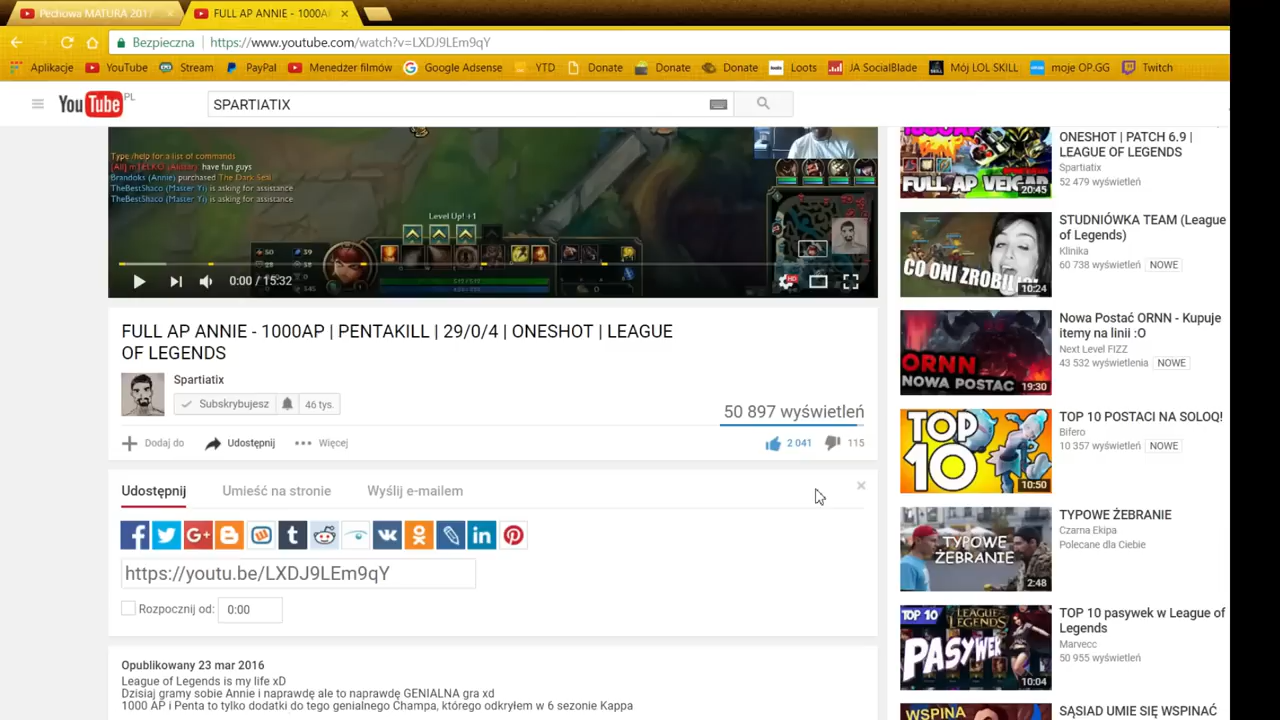 Pechowa MATURA 2017
FULL AP ANNIE - 1000A
Bezpieczna
https://www.youtube.com/watch?v=LXDJ9LEm9qY
Aplikacje
YouTube
Stream
PayPal
Menedżer filmów
Google Adsense
YTD
Donate
Donate
Donate
Loots
JA SocialBlade
Mój LOL SKILL
moje OP.GG
Twitch
YouTube PL
SPARTIATIX
Type /help for a list of commands
have fun guys
Brandoks (Annie) purchased The Dark Seal
TheBestShaco (Master Yi) is asking for assistance
TheBestShaco (Master Yi) is asking for assistance
Level Up! +1
0:00 / 15:32
HD
FULL AP ANNIE - 1000AP | PENTAKILL | 29/0/4 | ONESHOT | LEAGUE
OF LEGENDS
Spartiatix
Subskrybujesz
46 tys.
50 897 wyświetleń
Dodaj do
Udostępnij
Więcej
2 041
115
Udostępnij
Umieść na stronie
Wyślij e-mailem
https://youtu.be/LXDJ9LEm9qY
Rozpocznij od:
0:00
Opublikowany 23 mar 2016
League of Legends is my life xD
Dzisiaj gramy sobie Annie i naprawdę ale to naprawdę GENIALNA gra xd
1000 AP i Penta to tylko dodatki do tego genialnego Champa, którego odkryłem w 6 sezonie Kappa
FULL AP VEIGAR
20:45
ONESHOT | PATCH 6.9 |
LEAGUE OF LEGENDS
Spartiatix
52 479 wyświetleń
CO ONI ZROBILI
10:24
STUDNIÓWKA TEAM (League
of Legends)
Klinika
60 738 wyświetleń
NOWE
ORNN
NOWA POSTAĆ
19:30
Nowa Postać ORNN - Kupuje
itemy na linii :O
Next Level FIZZ
43 532 wyświetlenia
NOWE
TOP
10
10:50
TOP 10 POSTACI NA SOLOQ!
Bifero
10 357 wyświetleń
NOWE
TYPOWE
ŻEBRANIE
2:48
TYPOWE ŻEBRANIE
Czarna Ekipa
Polecane dla Ciebie
TOP 10
LEAGUE OF LEGENDS
PASYWEK
10:04
TOP 10 pasywek w League of
Legends
Marvecc
50 955 wyświetleń
WSPINA
SĄSIAD UMIE SIĘ WSPINAĆ